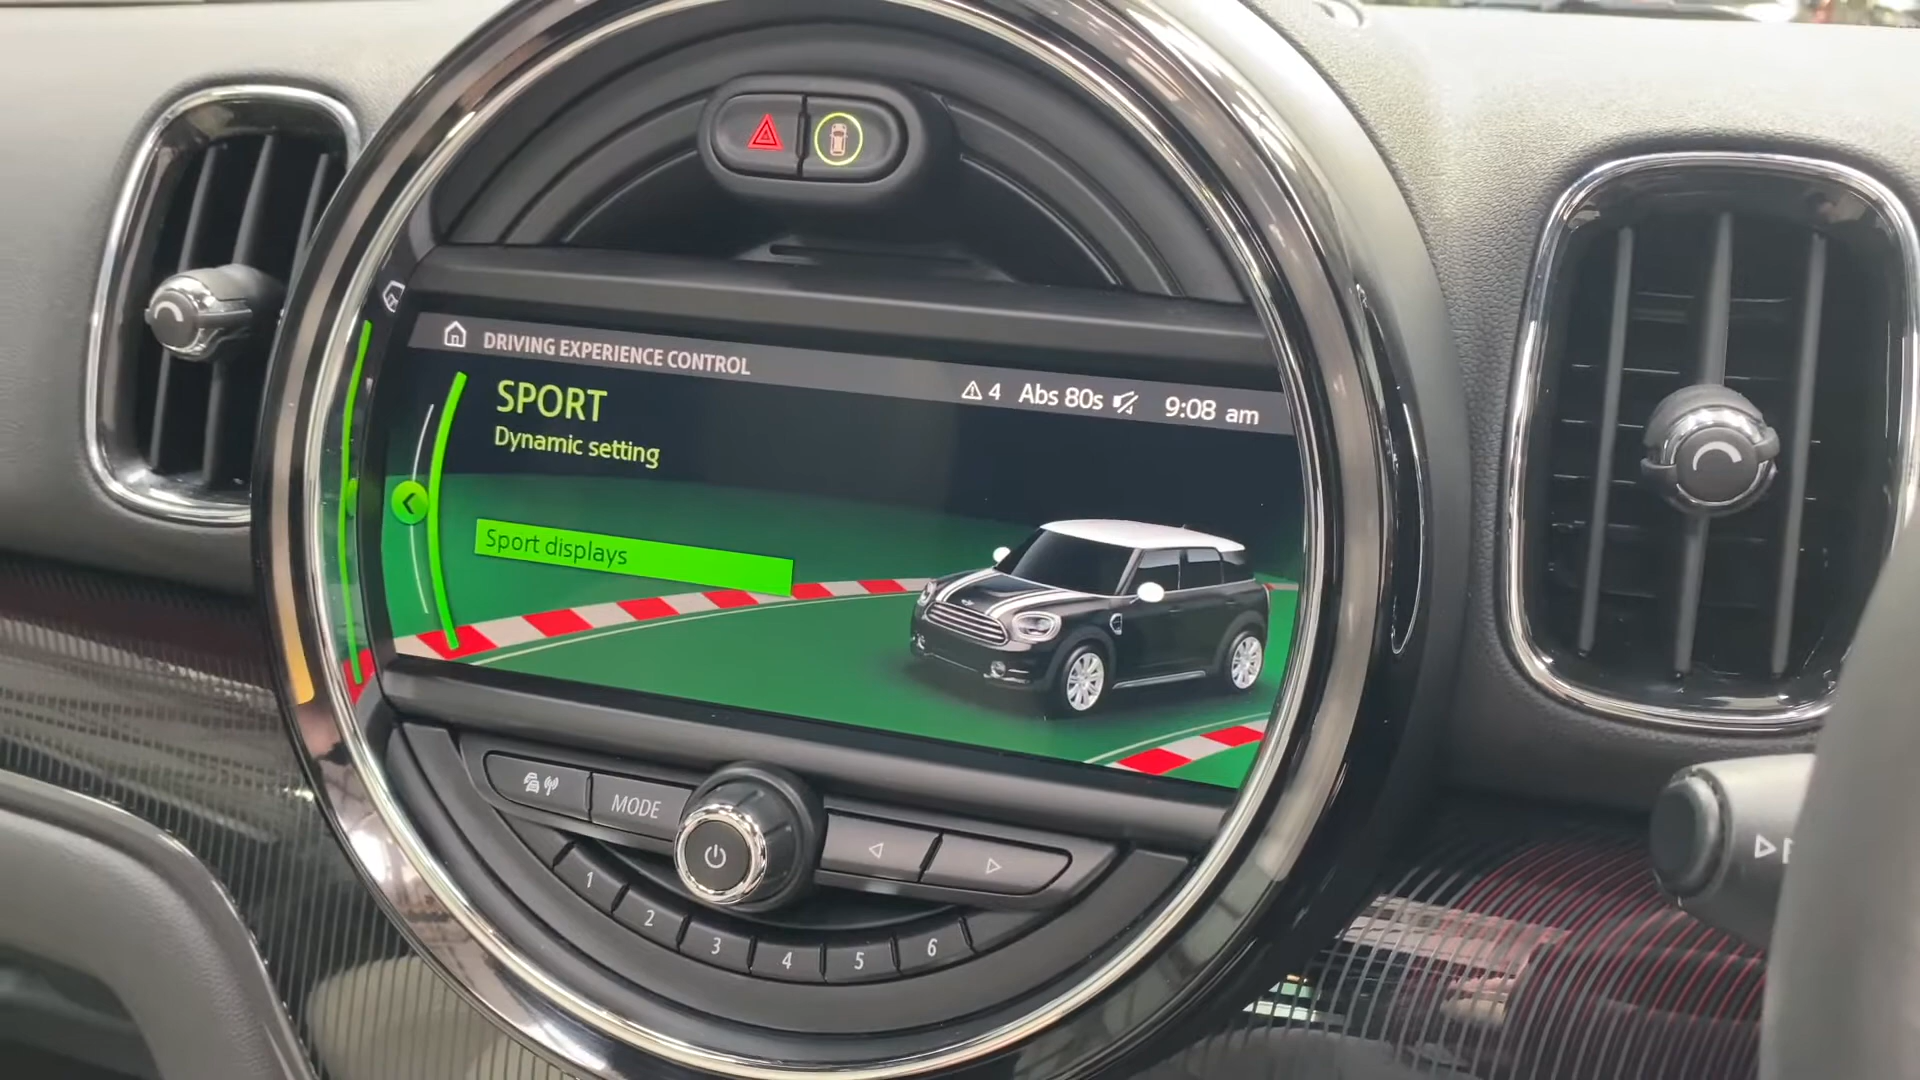 DRIVING EXPERIENCE CONTROL
4 Abs 80s 9:08 am
SPORT
Dynamic setting
Sport displays
MODE
1
2
3
4
5
6